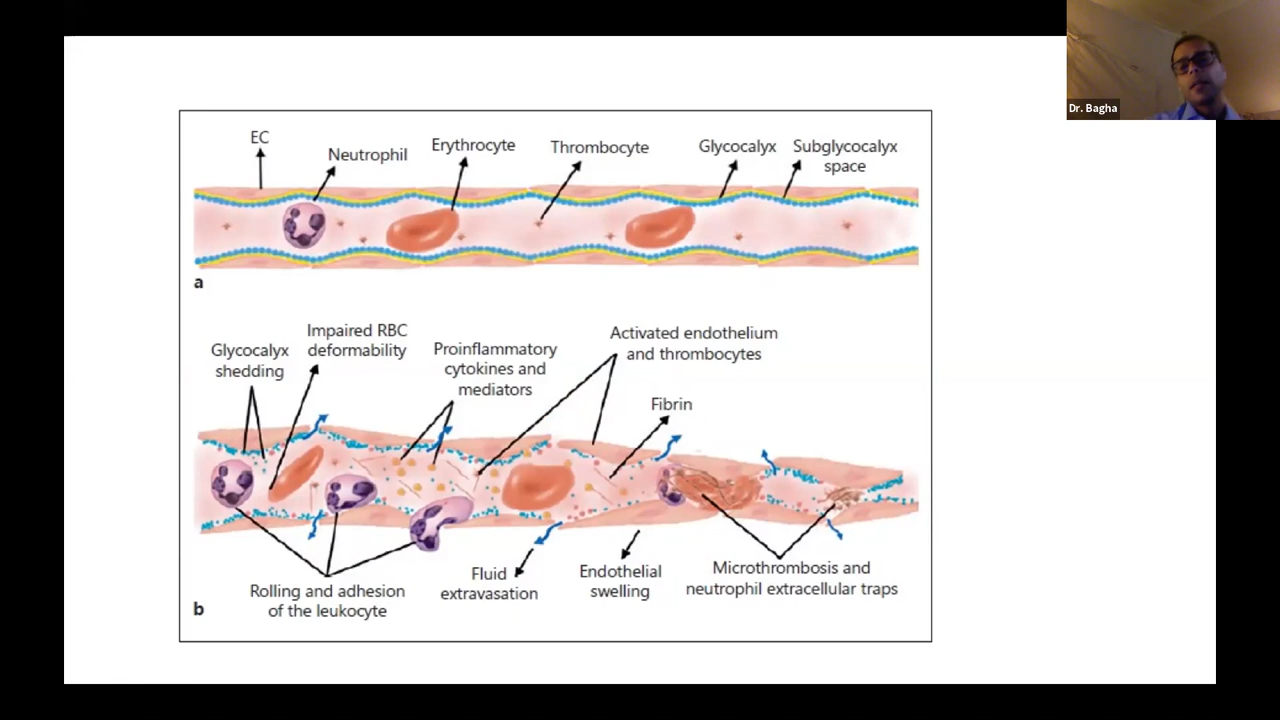 Dr. Bagha
EC
Neutrophil
Erythrocyte
Thrombocyte
Glycocalyx
Subglycocalyx
space
a
Glycocalyx
shedding
Impaired RBC
deformability
Proinflammatory
cytokines and
mediators
Activated endothelium
and thrombocytes
Fibrin
Rolling and adhesion
of the leukocyte
Fluid
extravasation
Endothelial
swelling
Microthrombosis and
neutrophil extracellular traps
b